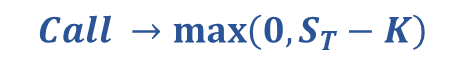 Call → max(0, S_T − K)